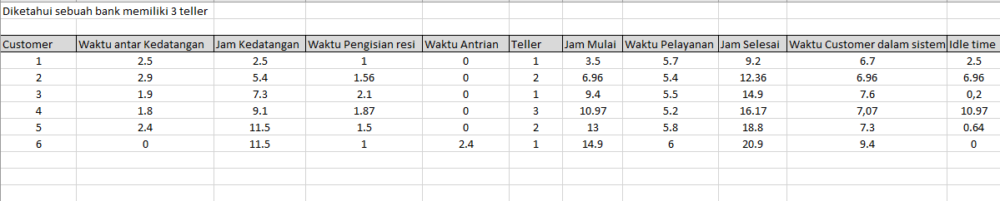 Diketahui sebuah bank memiliki 3 teller
Customer Waktu antar Kedatangan Jam Kedatangan Waktu Pengisian resi Waktu Antrian Teller Jam Mulai Waktu Pelayanan Jam Selesai Waktu Customer dalam sistem Idle time
1 2.5 2.5 1 0 1 3.5 5.7 9.2 6.7 2.5
2 2.9 5.4 1.56 0 2 6.96 5.4 12.36 6.96 6.96
3 1.9 7.3 2.1 0 1 9.4 5.5 14.9 7.6 0,2
4 1.8 9.1 1.87 0 3 10.97 5.2 16.17 7,07 10.97
5 2.4 11.5 1.5 0 2 13 5.8 18.8 7.3 0.64
6 0 11.5 1 2.4 1 14.9 6 20.9 9.4 0